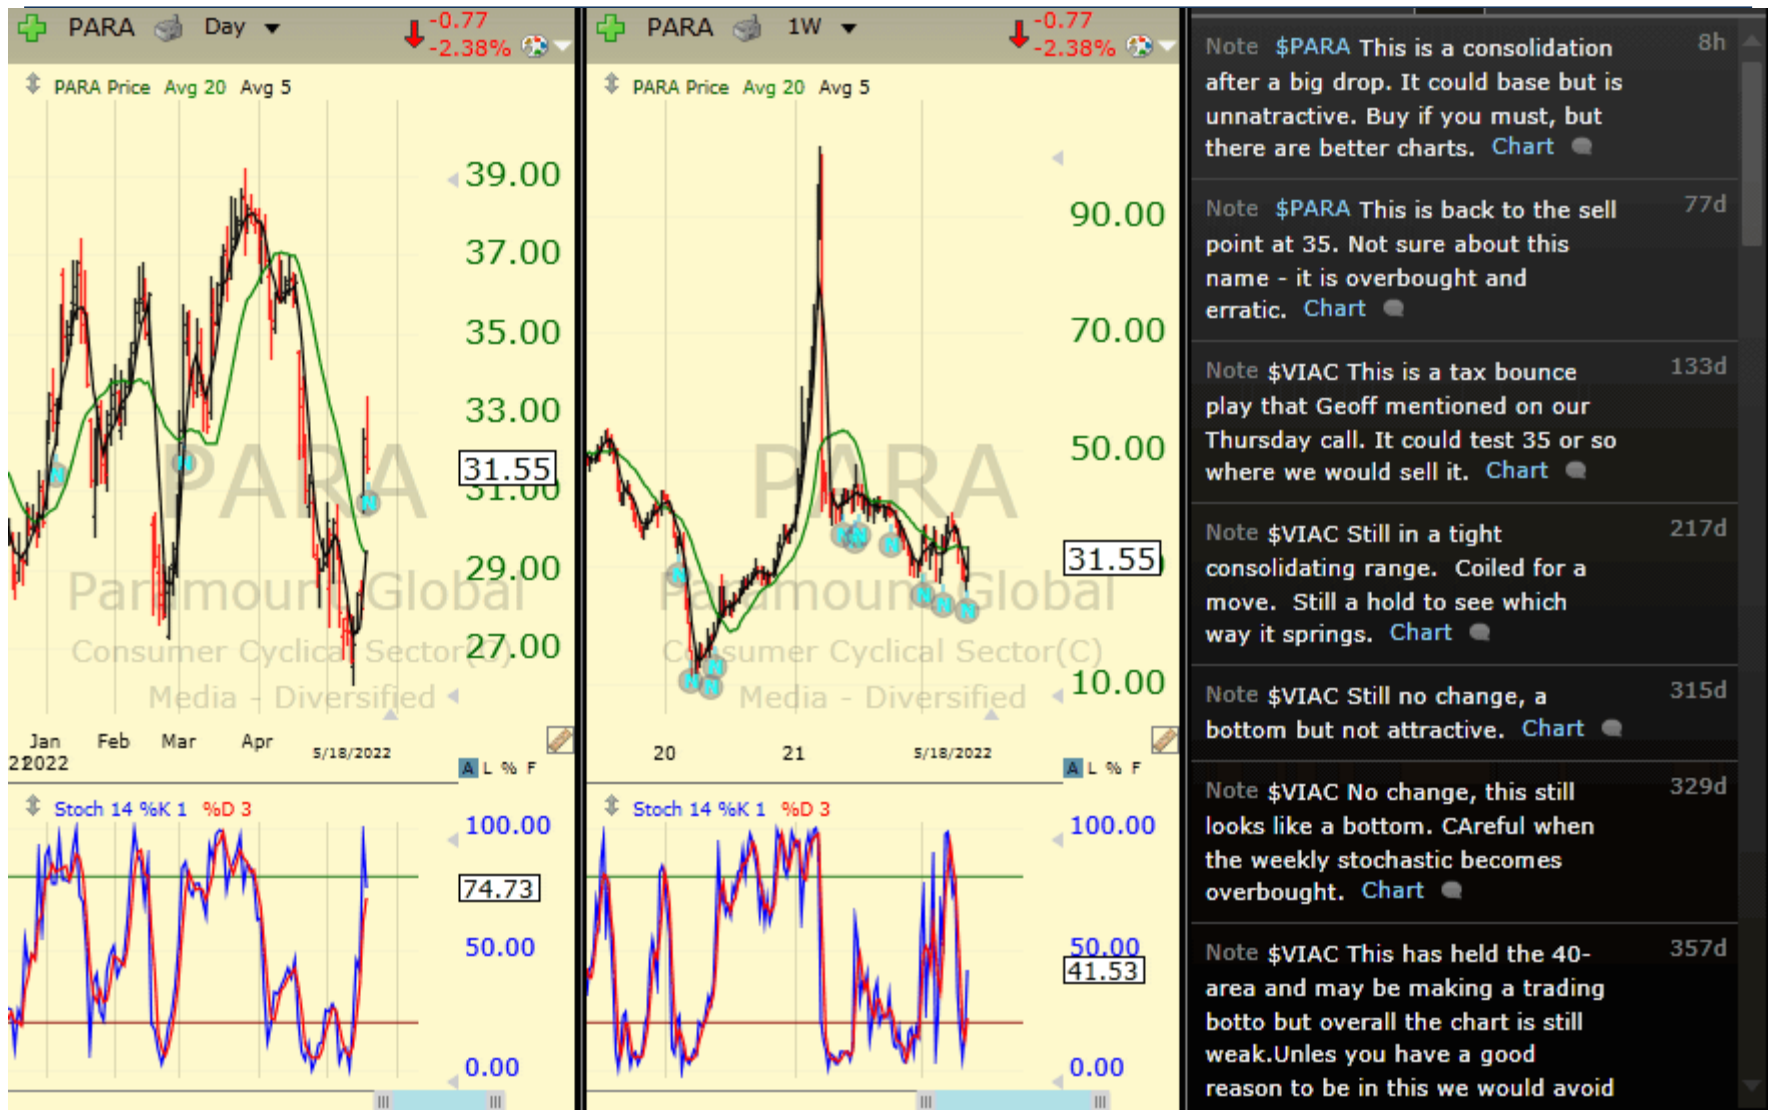 PARA Day
-0.77
-2.38%
PARA Price Avg 20 Avg 5
39.00
37.00
35.00
33.00
31.55
31.00
29.00
27.00
PARA
Paramount Global
Consumer Cyclical Sector(C)
Media - Diversified
Jan Feb Mar Apr 5/18/2022
212022
A L % F
Stoch 14 %K 1 %D 3
100.00
74.73
50.00
0.00
PARA 1W
-0.77
-2.38%
PARA Price Avg 20 Avg 5
90.00
70.00
50.00
31.55
10.00
PARA
Paramount Global
Consumer Cyclical Sector(C)
Media - Diversified
20 21 5/18/2022
A L % F
Stoch 14 %K 1 %D 3
100.00
50.00
41.53
0.00
Note $PARA This is a consolidation 8h
after a big drop. It could base but is
unnatractive. Buy if you must, but
there are better charts. Chart
Note $PARA This is back to the sell 77d
point at 35. Not sure about this
name - it is overbought and
erratic. Chart
Note $VIAC This is a tax bounce 133d
play that Geoff mentioned on our
Thursday call. It could test 35 or so
where we would sell it. Chart
Note $VIAC Still in a tight 217d
consolidating range. Coiled for a
move. Still a hold to see which
way it springs. Chart
Note $VIAC Still no change, a 315d
bottom but not attractive. Chart
Note $VIAC No change, this still 329d
looks like a bottom. CAreful when
the weekly stochastic becomes
overbought. Chart
Note $VIAC This has held the 40- 357d
area and may be making a trading
botto but overall the chart is still
weak.Unles you have a good
reason to be in this we would avoid